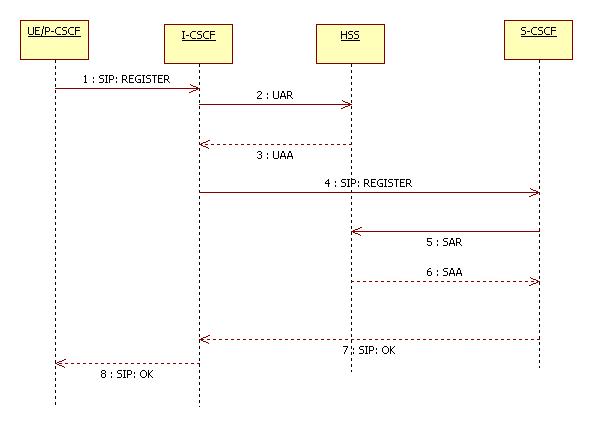 UE/P-CSCF
I-CSCF
HSS
S-CSCF
1 : SIP: REGISTER
2 : UAR
3 : UAA
4 : SIP: REGISTER
5 : SAR
6 : SAA
7 : SIP: OK
8 : SIP: OK